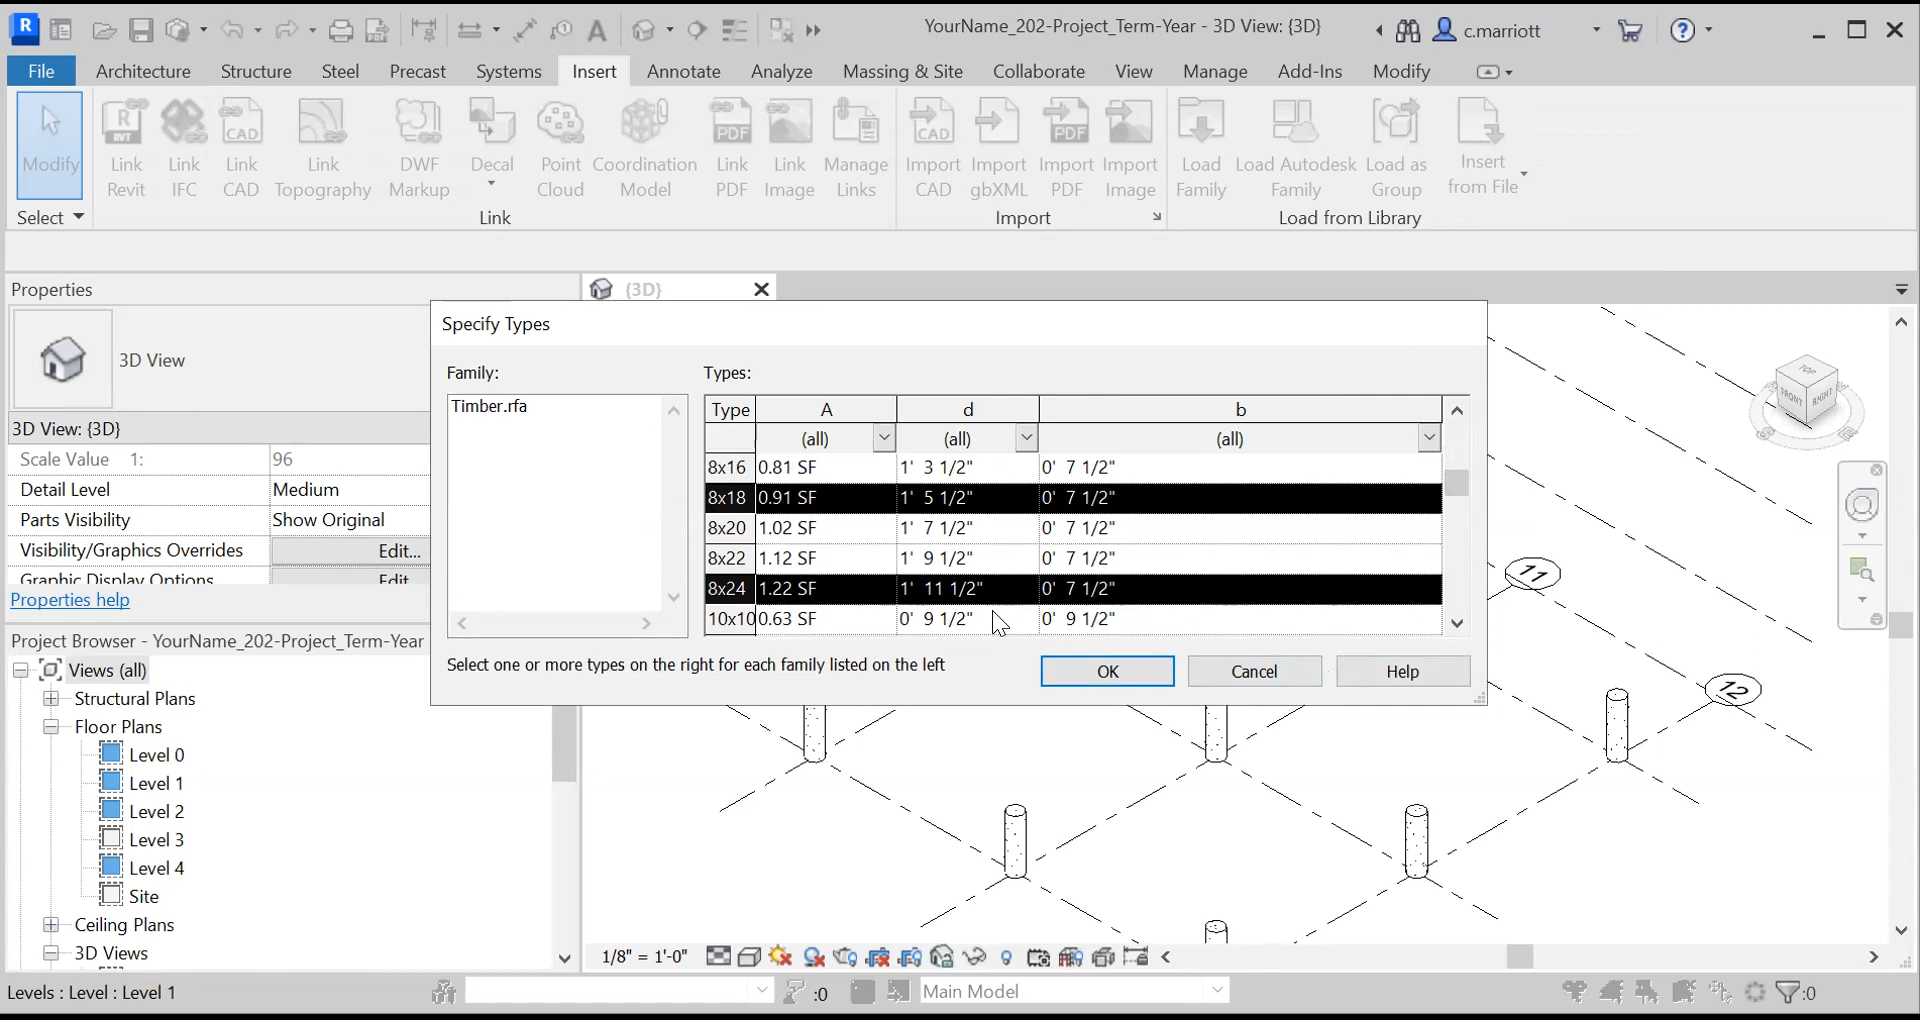 R
YourName_202-Project_Term-Year - 3D View: {3D}
c.marriott
File Architecture Structure Steel Precast Systems Insert Annotate Analyze Massing & Site Collaborate View Manage Add-Ins Modify
Modify
Link Revit
Link IFC
Link CAD
Link Topography
DWF Markup
Decal
Point Cloud
Coordination Model
Link PDF
Link Image
Manage Links
Import CAD
Import gbXML
Import PDF
Import Image
Load Family
Load Autodesk Family
Load as Group
Insert from File
Select Link Import Load from Library
Properties
{3D}
3D View
3D View: {3D}
Scale Value 1: 96
Detail Level Medium
Parts Visibility Show Original
Visibility/Graphics Overrides Edit...
Graphic Display Options Edit
Properties help
Project Browser - YourName_202-Project_Term-Year
Views (all)
Structural Plans
Floor Plans
Level 0
Level 1
Level 2
Level 3
Level 4
Site
Ceiling Plans
3D Views
Specify Types
Family:
Timber.rfa
Types:
Type A d b
(all) (all) (all)
8x16 0.81 SF 1' 3 1/2" 0' 7 1/2"
8x18 0.91 SF 1' 5 1/2" 0' 7 1/2"
8x20 1.02 SF 1' 7 1/2" 0' 7 1/2"
8x22 1.12 SF 1' 9 1/2" 0' 7 1/2"
8x24 1.22 SF 1' 11 1/2" 0' 7 1/2"
10x10 0.63 SF 0' 9 1/2" 0' 9 1/2"
Select one or more types on the right for each family listed on the left
OK Cancel Help
TOP
FRONT
RIGHT
11
12
1/8" = 1'-0"
Levels : Level : Level 1
:0
Main Model
:0